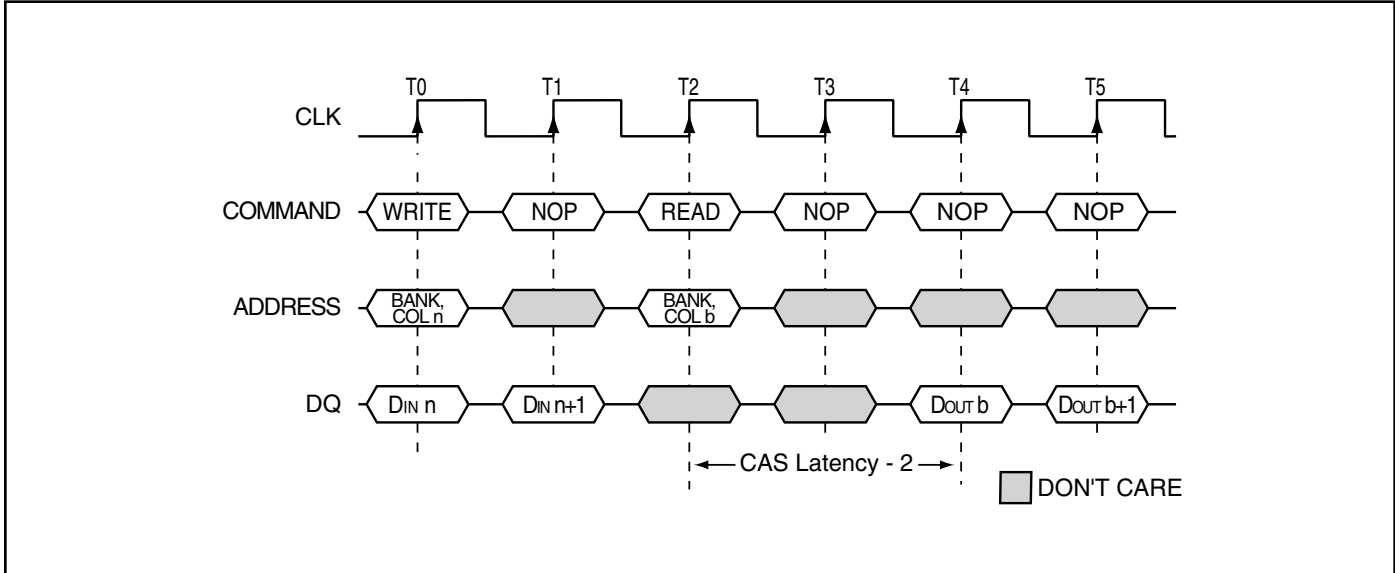 T0 T1 T2 T3 T4 T5
CLK
COMMAND WRITE NOP READ NOP NOP NOP
ADDRESS BANK, COL n BANK, COL b
DQ DIN n DIN n+1 DOUT b DOUT b+1
CAS Latency - 2
DON'T CARE